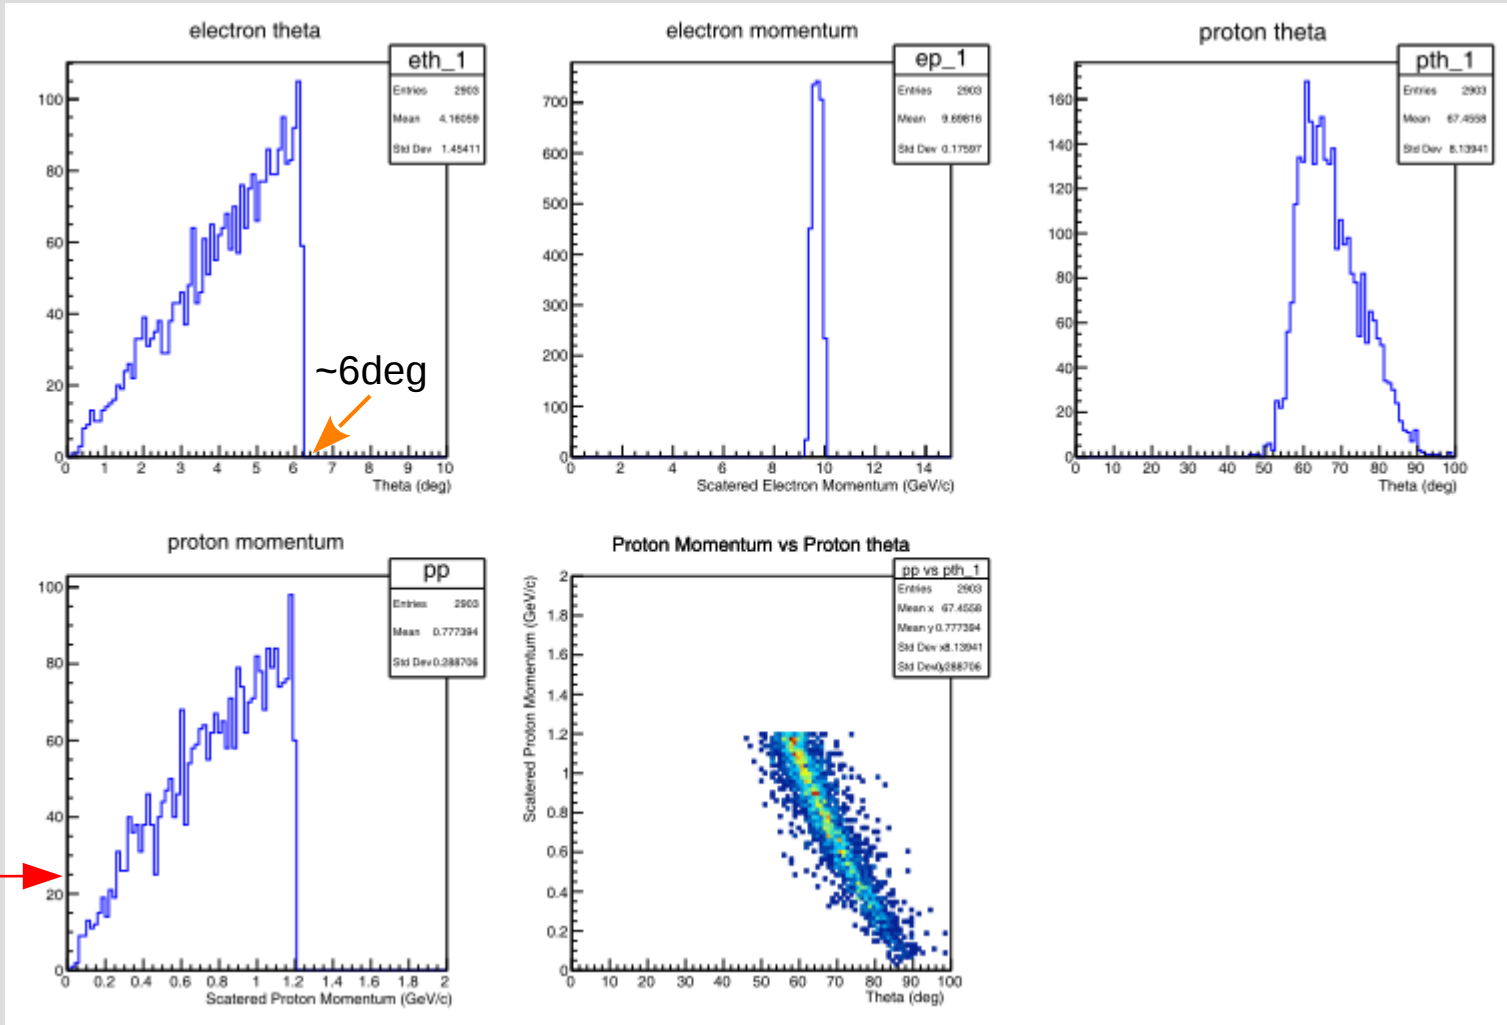 electron theta
eth_1
Entries 2903
Mean 4.16059
Std Dev 1.45411
100
80
60
40
20
0
~6deg
0 1 2 3 4 5 6 7 8 9 10
Theta (deg)
electron momentum
ep_1
Entries 2903
Mean 9.69816
Std Dev 0.17597
700
600
500
400
300
200
100
0
0 2 4 6 8 10 12 14
Scatered Electron Momentum (GeV/c)
proton theta
pth_1
Entries 2903
Mean 67.4558
Std Dev 8.13941
160
140
120
100
80
60
40
20
0
0 10 20 30 40 50 60 70 80 90 100
Theta (deg)
proton momentum
pp
Entries 2903
Mean 0.777394
Std Dev 0.288706
100
80
60
40
20
0
0 0.2 0.4 0.6 0.8 1 1.2 1.4 1.6 1.8 2
Scatered Proton Momentum (GeV/c)
Proton Momentum vs Proton theta
pp vs pth_1
Entries 2903
Mean x 67.4558
Mean y 0.777394
Std Dev x8.13941
Std Dev y0.288706
Scatered Proton Momentum (GeV/c)
2
1.8
1.6
1.4
1.2
1
0.8
0.6
0.4
0.2
0
0 10 20 30 40 50 60 70 80 90 100
Theta (deg)